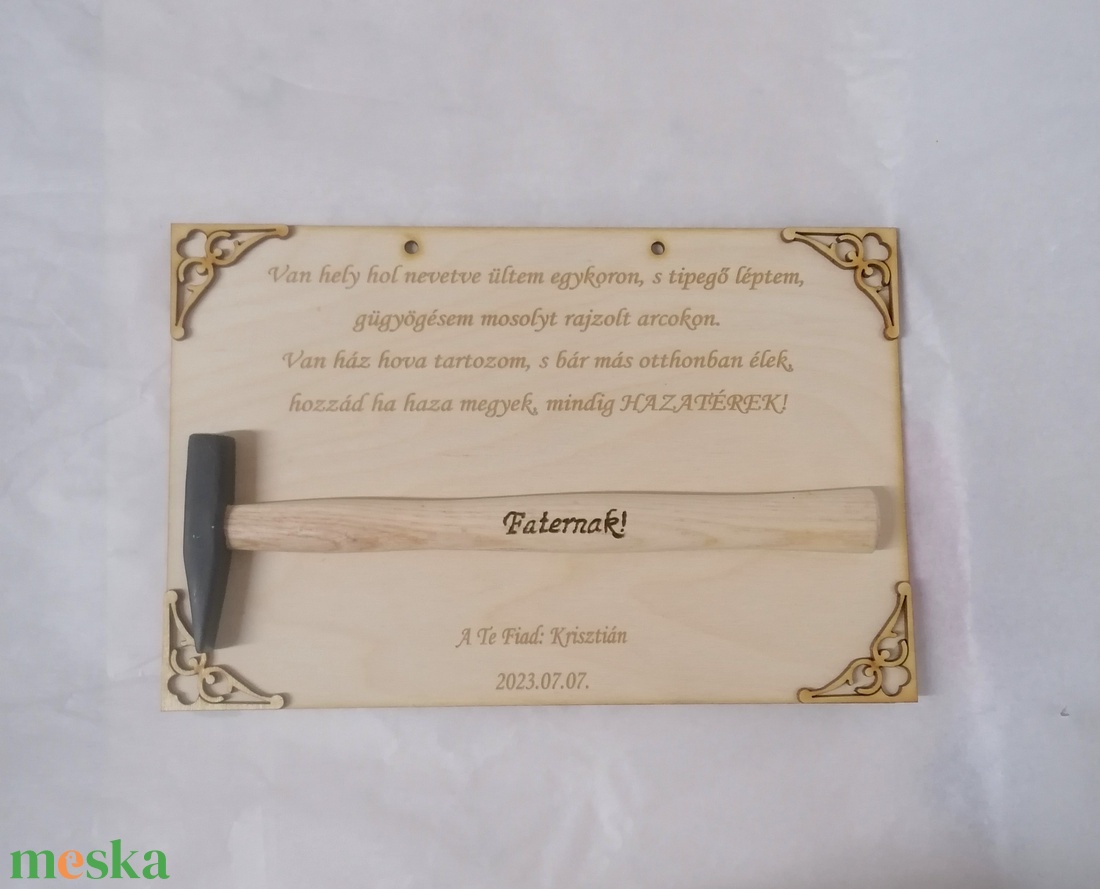 Van hely hol nevetve ültem egykoron, s tipegő léptem,
gügyögésem mosolyt rajzolt arcokon.
Van ház hova tartozom, s bár más otthonban élek,
hozzád ha haza megyek, mindig HAZATÉREK!
Faternak!
A Te Fiad: Krisztián
2023.07.07.
meska